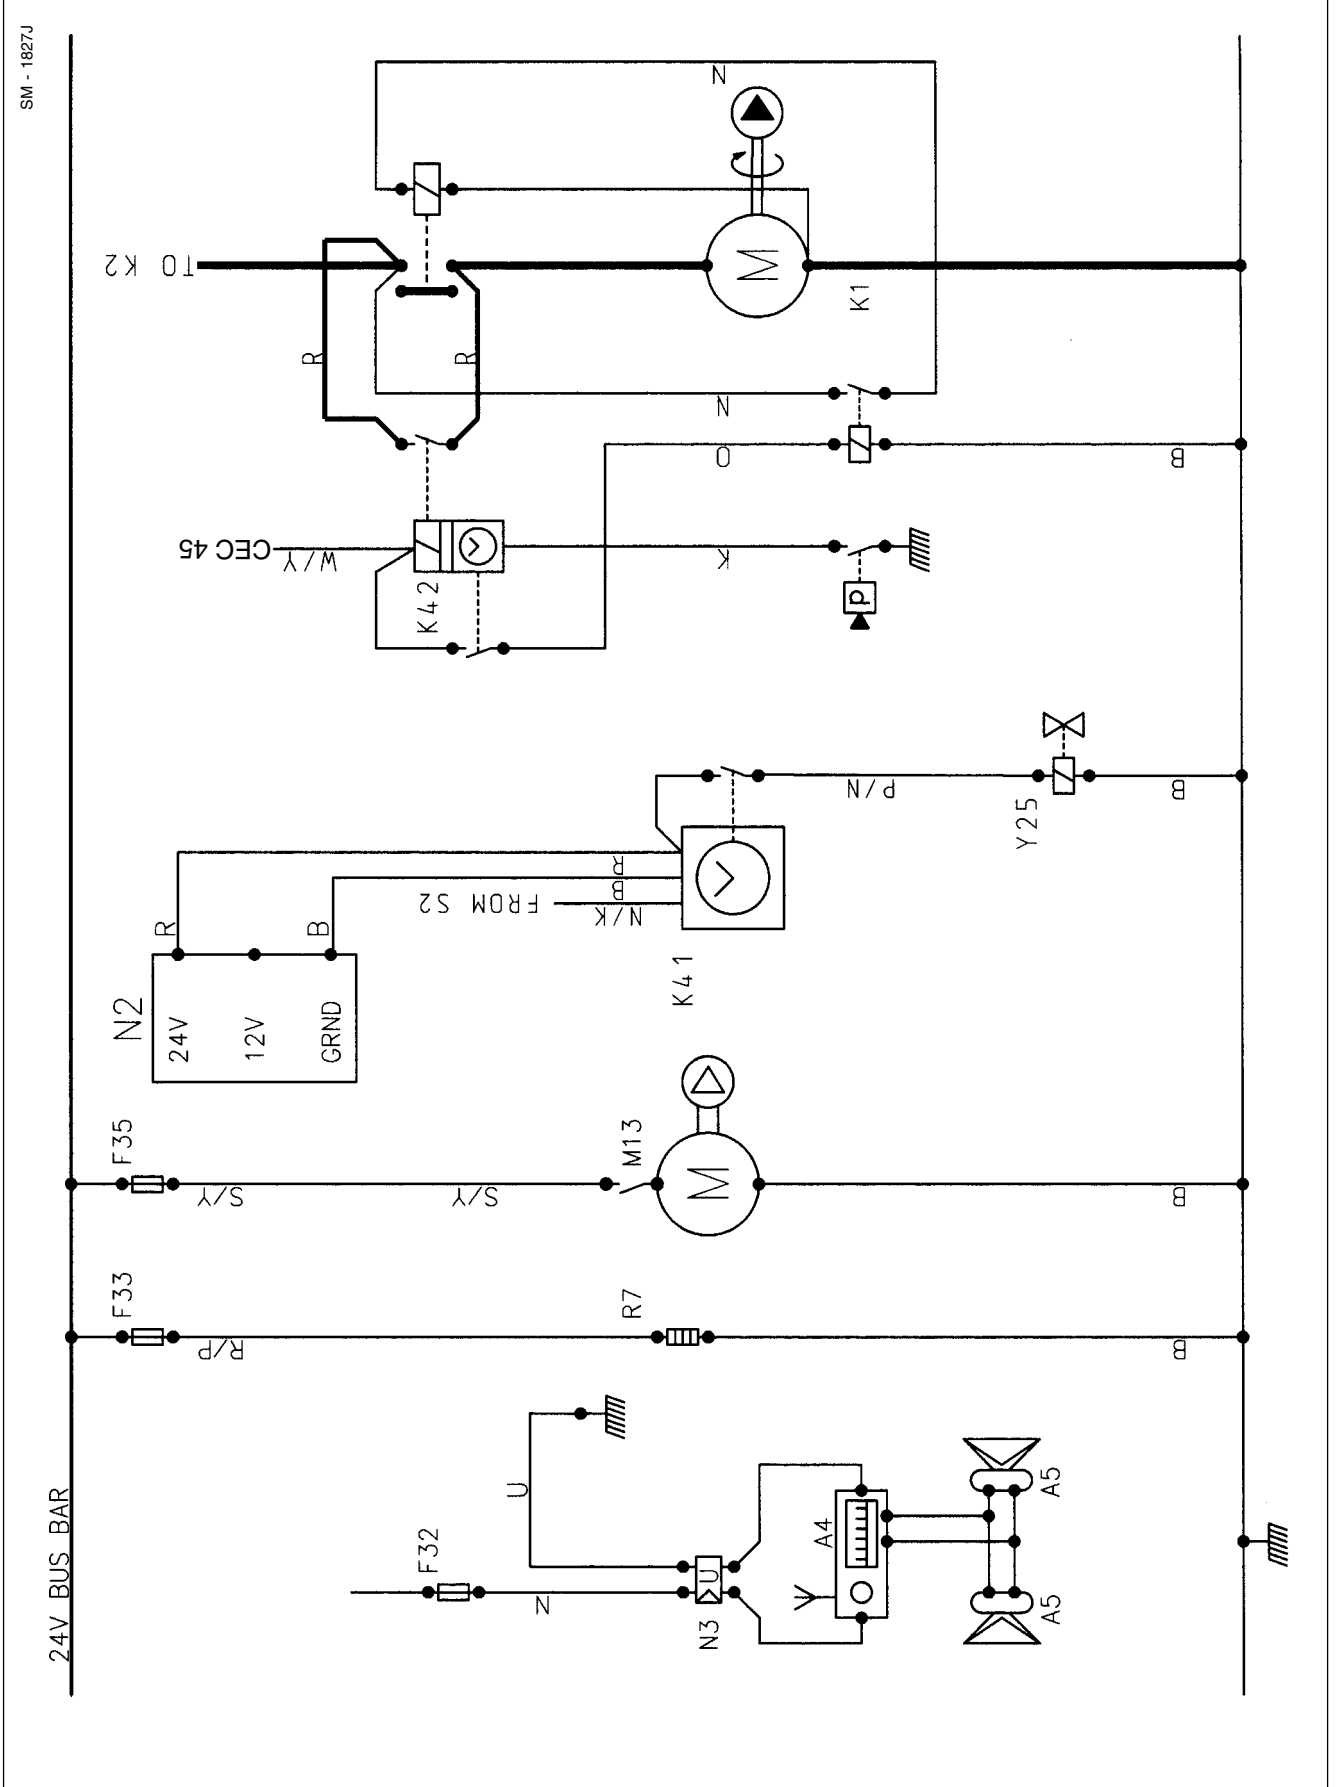 SM - 1827J
24V BUS BAR
TO K2
N
R
R
M
K1
N
O
B
CEC 45
W/Y
K42
K
P
P/N
Y25
B
R
B
FROM S2
N/K
K41
R
B
N2
24V
12V
GRND
F35
S/Y
S/Y
M13
M
B
F33
R/P
R7
B
U
F32
N
U
N3
A4
A5
A5